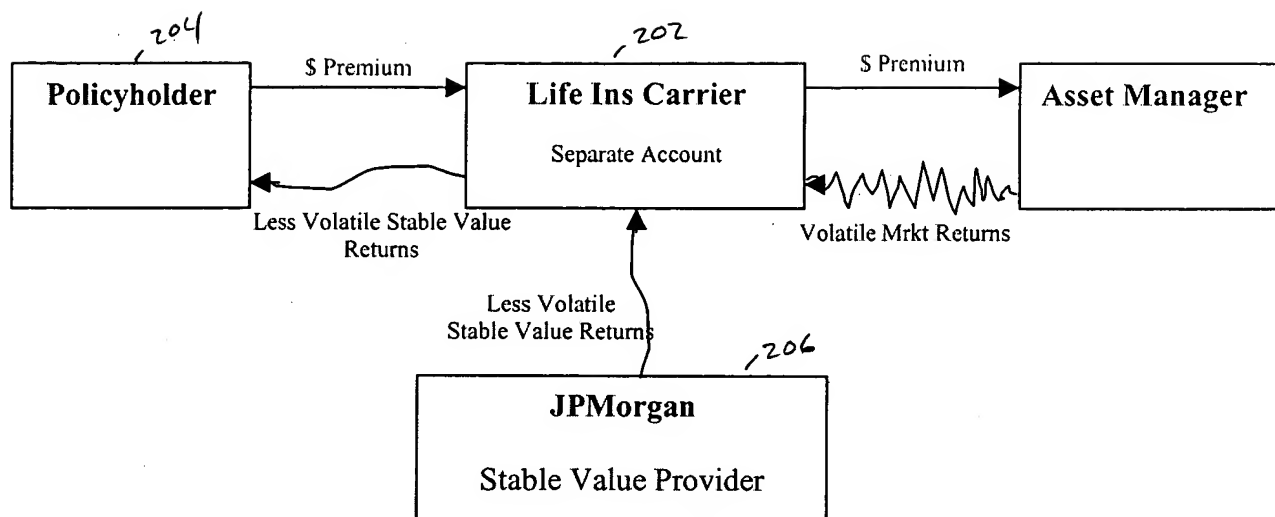 204
202
$ Premium
$ Premium
Policyholder
Life Ins Carrier
Asset Manager
Separate Account
Less Volatile Stable Value
Returns
Volatile Mrkt Returns
Less Volatile
Stable Value Returns
206
JPMorgan
Stable Value Provider